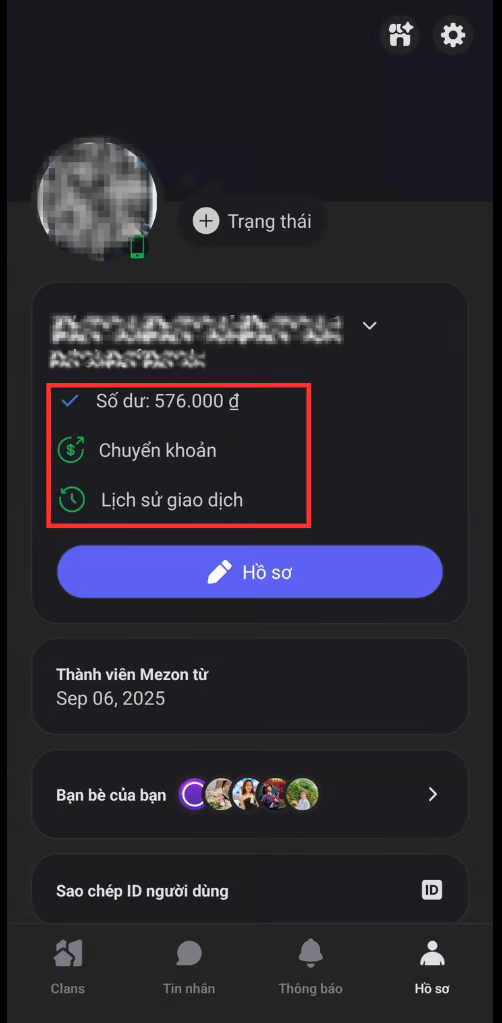 Trạng thái
Số dư: 576.000 ₫
Chuyển khoản
Lịch sử giao dịch
Hồ sơ
Thành viên Mezon từ
Sep 06, 2025
Bạn bè của bạn
Sao chép ID người dùng
ID
Clans
Tin nhắn
Thông báo
Hồ sơ